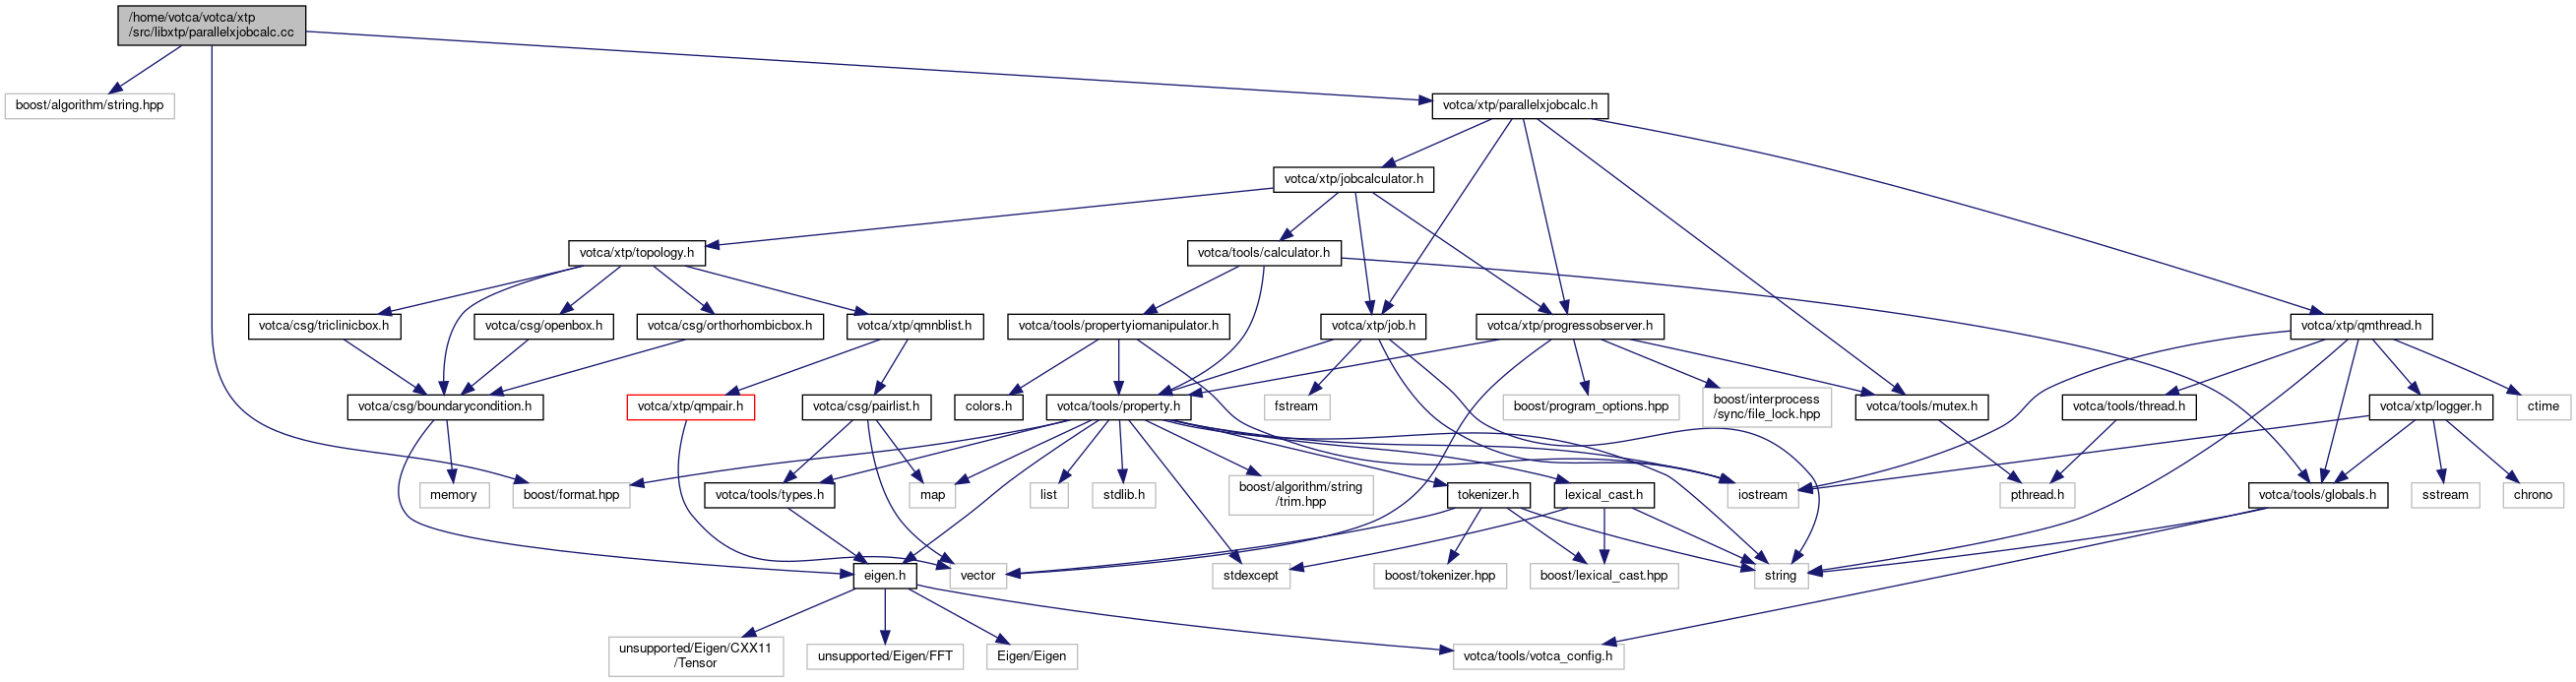 /home/votca/votca/xtp
/src/libxtp/parallelxjobcalc.cc
boost/algorithm/string.hpp
votca/xtp/parallelxjobcalc.h
votca/xtp/jobcalculator.h
votca/xtp/topology.h
votca/tools/calculator.h
votca/csg/triclinicbox.h
votca/csg/openbox.h
votca/csg/orthorhombicbox.h
votca/xtp/qmnblist.h
votca/tools/propertyiomanipulator.h
votca/xtp/job.h
votca/xtp/progressobserver.h
votca/xtp/qmthread.h
votca/csg/boundarycondition.h
votca/xtp/qmpair.h
votca/csg/pairlist.h
colors.h
votca/tools/property.h
fstream
boost/program_options.hpp
boost/interprocess
/sync/file_lock.hpp
votca/tools/mutex.h
votca/tools/thread.h
votca/xtp/logger.h
ctime
memory
boost/format.hpp
votca/tools/types.h
map
list
stdlib.h
boost/algorithm/string
/trim.hpp
tokenizer.h
lexical_cast.h
iostream
pthread.h
votca/tools/globals.h
sstream
chrono
eigen.h
vector
stdexcept
boost/tokenizer.hpp
boost/lexical_cast.hpp
string
unsupported/Eigen/CXX11
/Tensor
unsupported/Eigen/FFT
Eigen/Eigen
votca/tools/votca_config.h